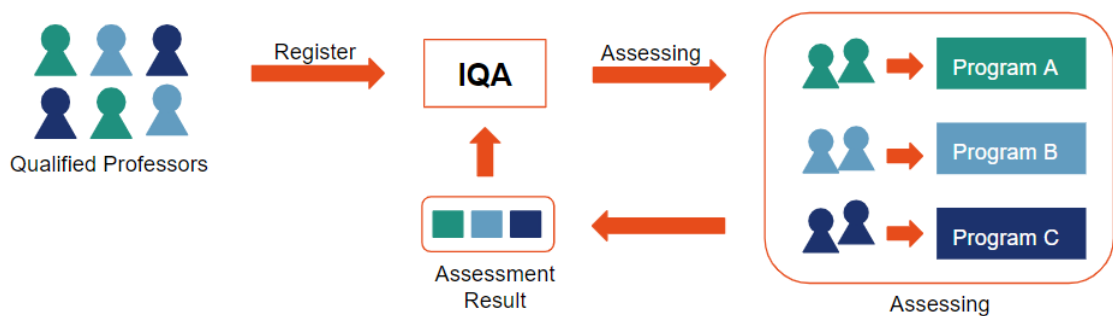 Register
IQA
Assessing
Program A
Program B
Program C
Qualified Professors
Assessment
Result
Assessing